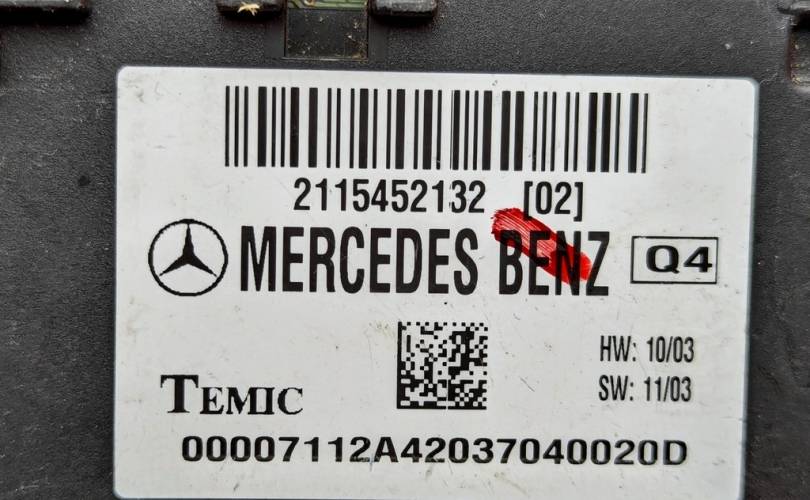 2115452132 [02]
MERCEDES BENZ Q4
HW: 10/03
SW: 11/03
TEMIC
00007112A42037040020D